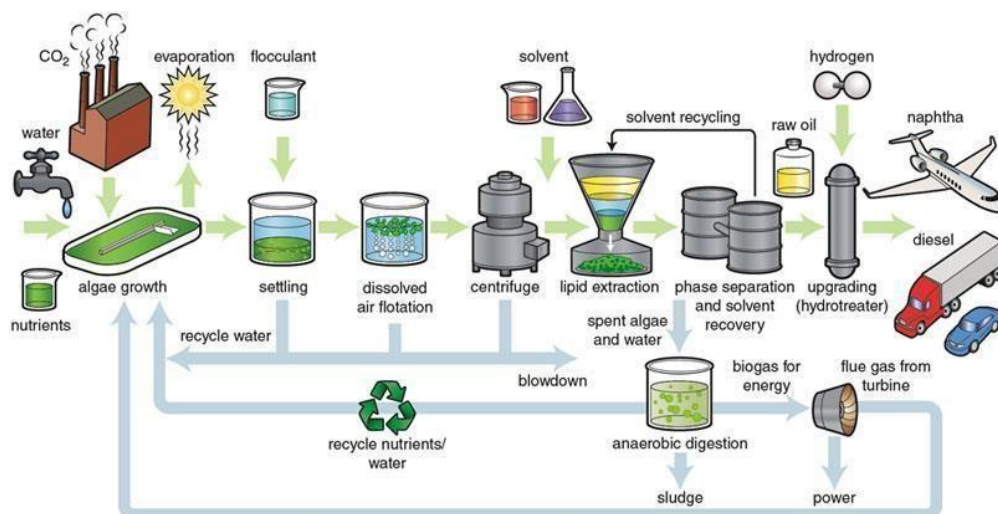 CO₂
evaporation
flocculant
solvent
hydrogen
water
solvent recycling
raw oil
naphtha
nutrients
algae growth
settling
dissolved
air flotation
centrifuge
lipid extraction
phase separation
and solvent
recovery
upgrading
(hydrotreater)
diesel
recycle water
blowdown
spent algae
and water
biogas for
energy
flue gas from
turbine
recycle nutrients/
water
anaerobic digestion
sludge
power